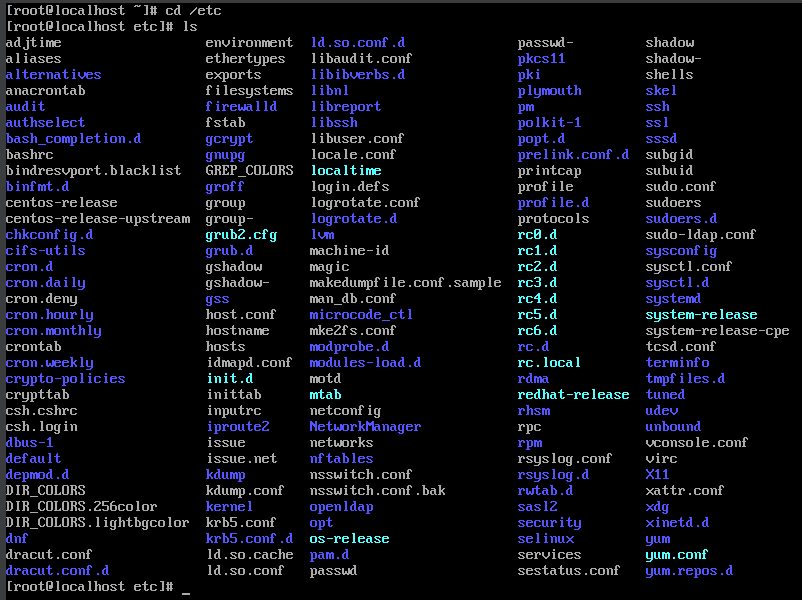 [root@localhost ~]# cd /etc
[root@localhost etc]# ls
adjtime environment ld.so.conf.d passwd- shadow
aliases ethertypes libaudit.conf pkcs11 shadow-
alternatives exports libibverbs.d pki shells
anacrontab filesystems libnl plymouth skel
audit firewalld libreport pm ssh
authselect fstab libssh polkit-1 ssl
bash_completion.d gcrypt libuser.conf popt.d sssd
bashrc gnupg locale.conf prelink.conf.d subgid
bindresvport.blacklist GREP_COLORS localtime printcap subuid
binfmt.d groff login.defs profile sudo.conf
centos-release group logrotate.conf profile.d sudoers
centos-release-upstream group- logrotate.d protocols sudoers.d
chkconfig.d grub2.cfg lvm rc0.d sudo-ldap.conf
cifs-utils grub.d machine-id rc1.d sysconfig
cron.d gshadow magic rc2.d sysctl.conf
cron.daily gshadow- makedumpfile.conf.sample rc3.d sysctl.d
cron.deny gss man_db.conf rc4.d systemd
cron.hourly host.conf microcode_ctl rc5.d system-release
cron.monthly hostname mke2fs.conf rc6.d system-release-cpe
crontab hosts modprobe.d rc.d tcsd.conf
cron.weekly idmapd.conf modules-load.d rc.local terminfo
crypto-policies init.d motd rdma tmpfiles.d
crypttab inittab mtab redhat-release tuned
csh.cshrc inputrc netconfig rhsm udev
csh.login iproute2 NetworkManager rpc unbound
dbus-1 issue networks rpm vconsole.conf
default issue.net nftables rsyslog.conf virc
depmod.d kdump nsswitch.conf rsyslog.d X11
DIR_COLORS kdump.conf nsswitch.conf.bak rwtab.d xattr.conf
DIR_COLORS.256color kernel openldap sasl2 xdg
DIR_COLORS.lightbgcolor krb5.conf opt security xinetd.d
dnf krb5.conf.d os-release selinux yum
dracut.conf ld.so.cache pam.d services yum.conf
dracut.conf.d ld.so.conf passwd sestatus.conf yum.repos.d
[root@localhost etc]# _